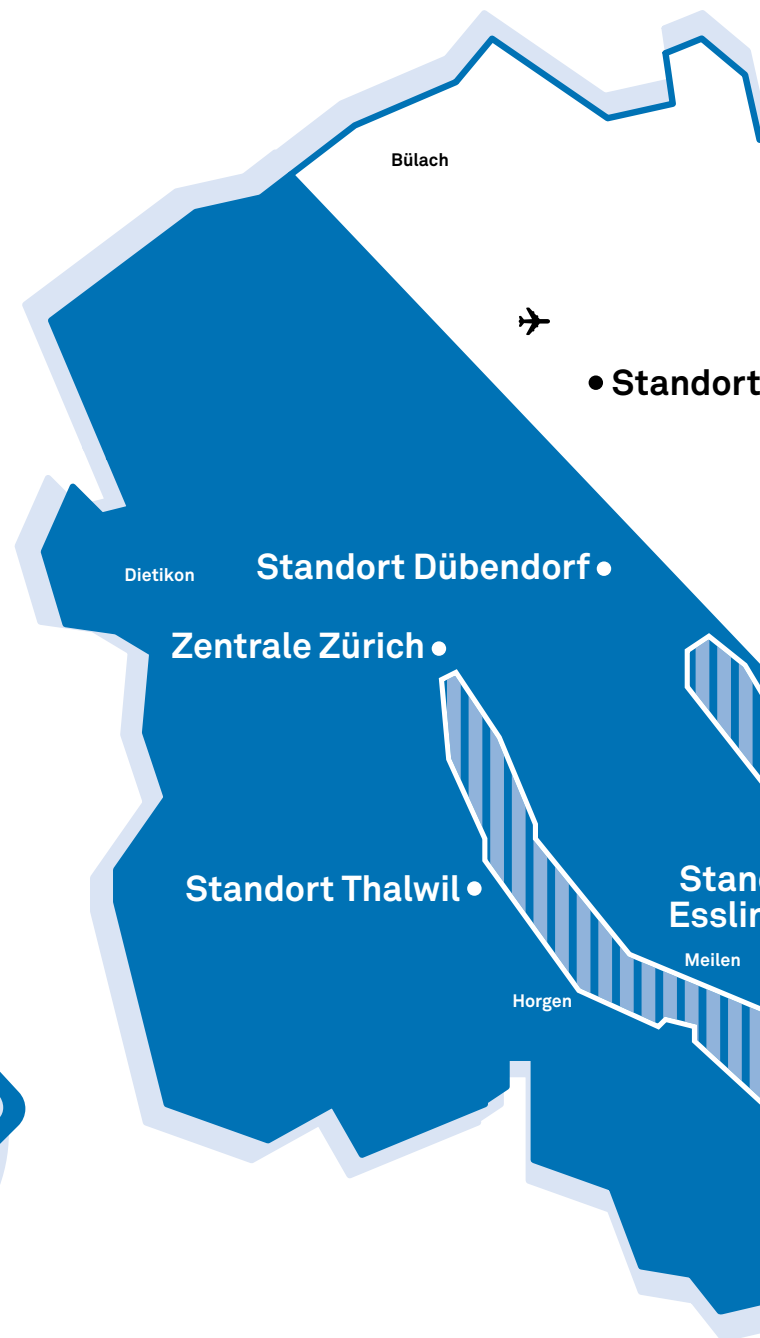 Bülach
Standort
Standort Dübendorf
Dietikon
Zentrale Zürich
Standort Thalwil
Meilen
Horgen